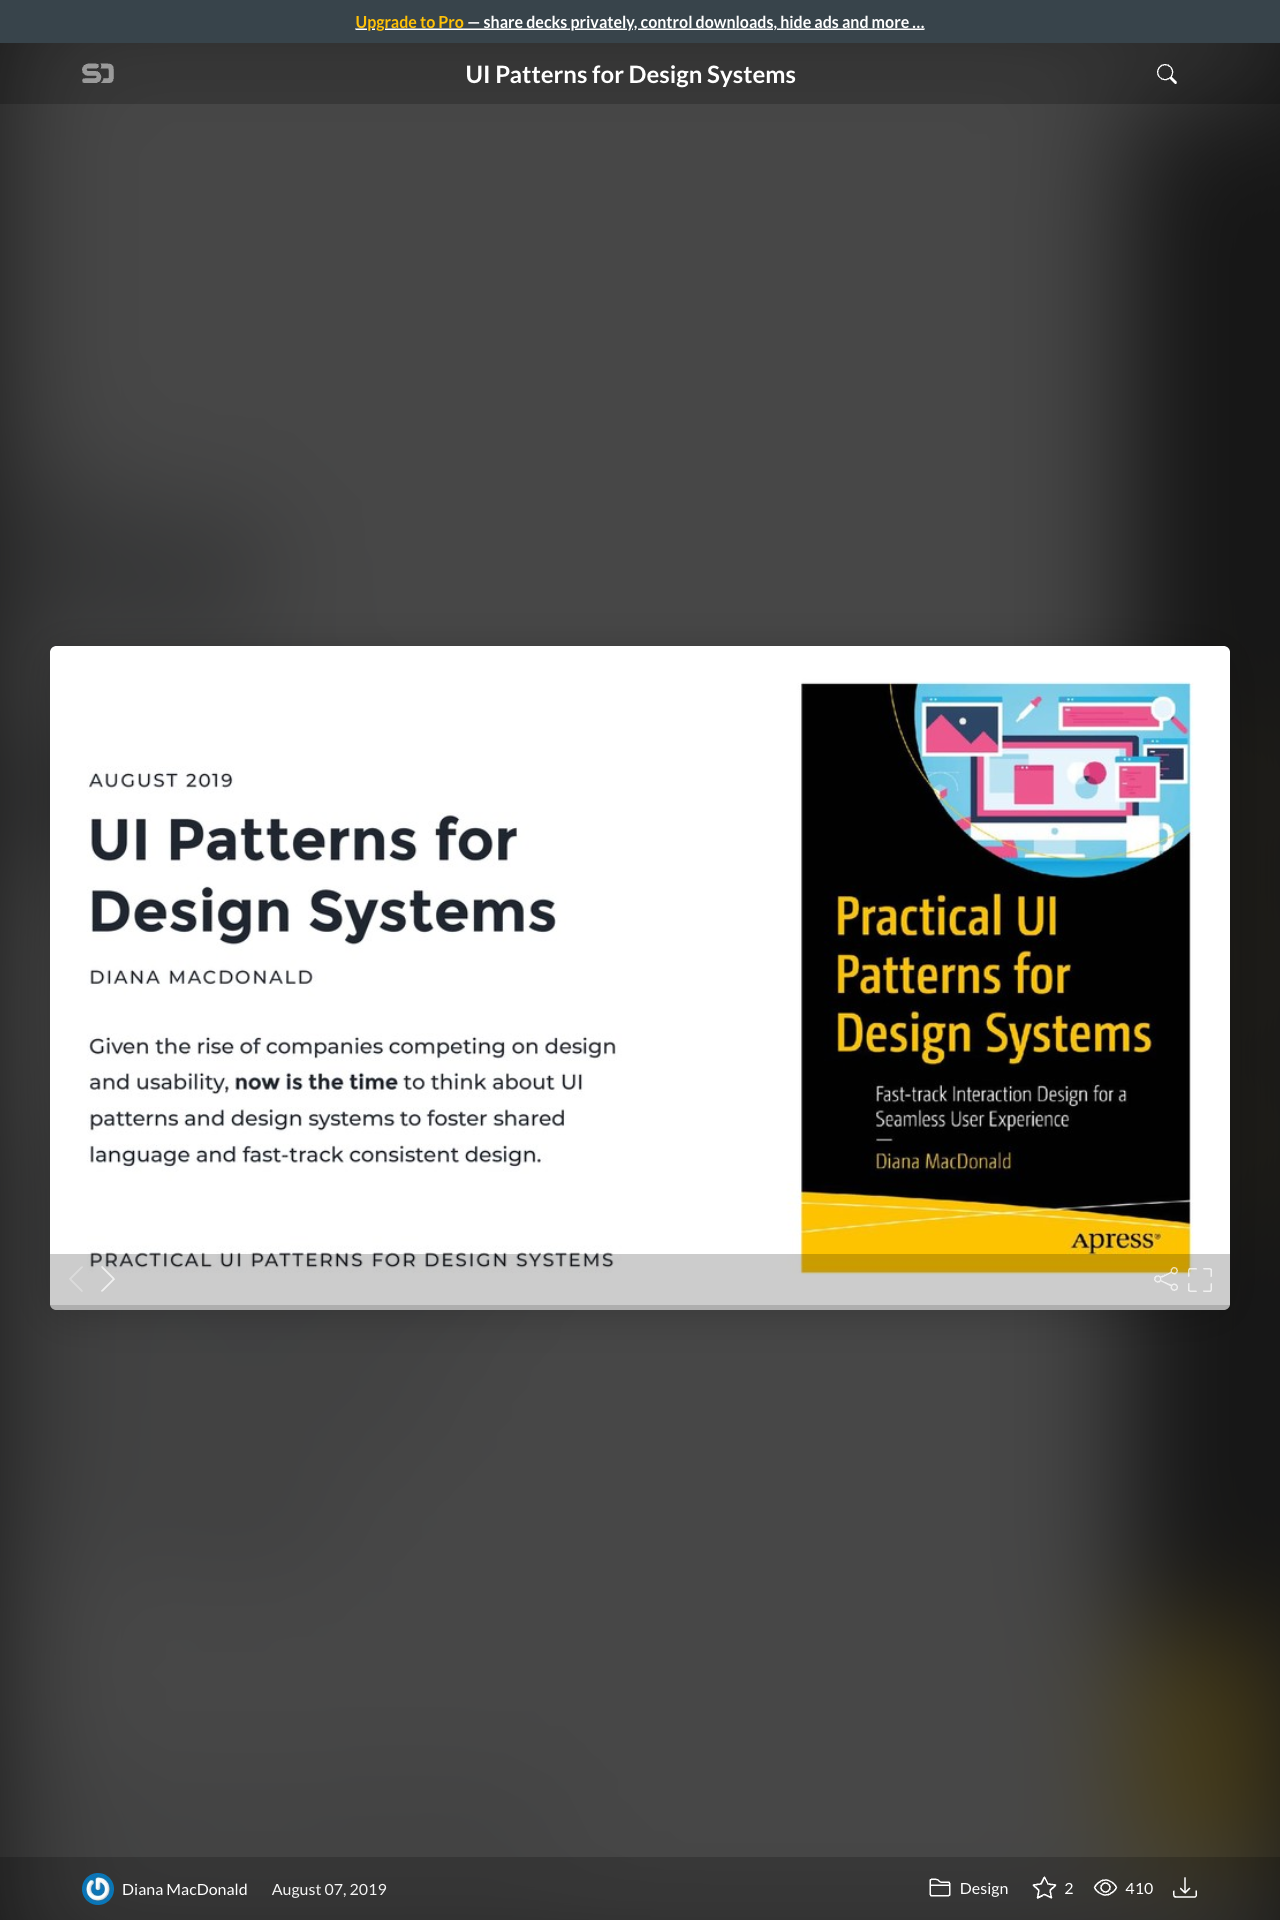 Upgrade to Pro — share decks privately, control downloads, hide ads and more …
SD
UI Patterns for Design Systems
AUGUST 2019
UI Patterns for
Design Systems
DIANA MACDONALD
Given the rise of companies competing on design
and usability, now is the time to think about UI
patterns and design systems to foster shared
language and fast-track consistent design.
PRACTICAL UI PATTERNS FOR DESIGN SYSTEMS
Practical UI
Patterns for
Design Systems
Fast-track Interaction Design for a
Seamless User Experience
—
Diana MacDonald
Apress®
Diana MacDonald
August 07, 2019
Design
2
410